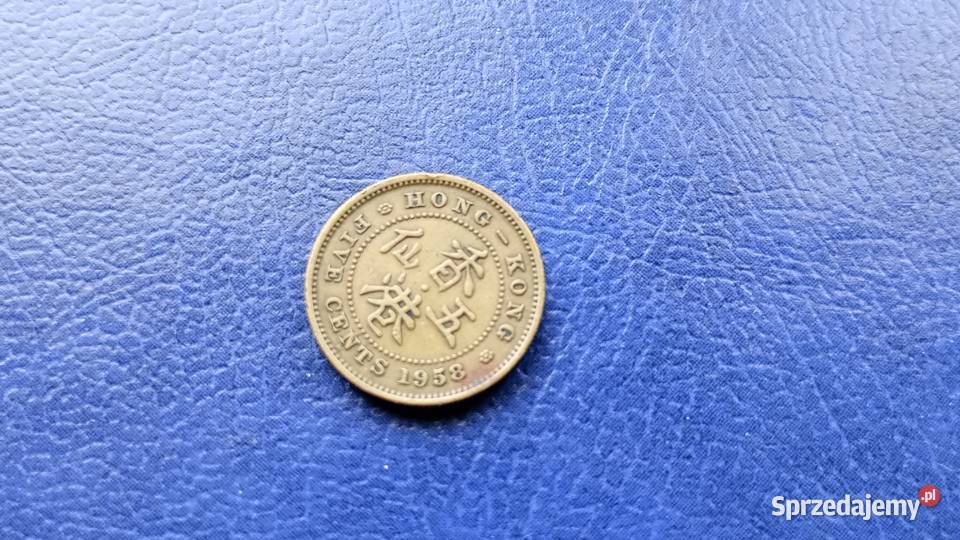 HONG-KONG
FIVE CENTS 1958
香港
五仙
Sprzedajemy.pl